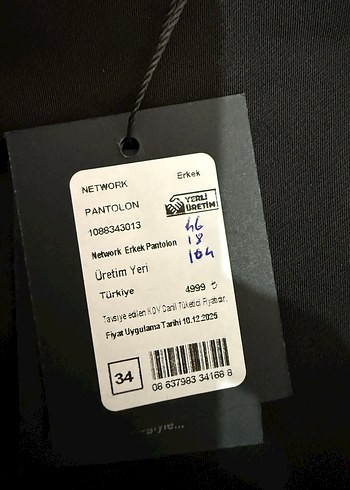 NETWORK Erkek
PANTOLON YERLİ ÜRETİM
1088343013
46
18
104
Network Erkek Pantolon
Üretim Yeri
Türkiye 4999 ₺
Tavsiye edilen KDV Dahil Tüketici Fiyatıdır.
Fiyat Uygulama Tarihi 10.12.2025
34
08 637983 34168 8